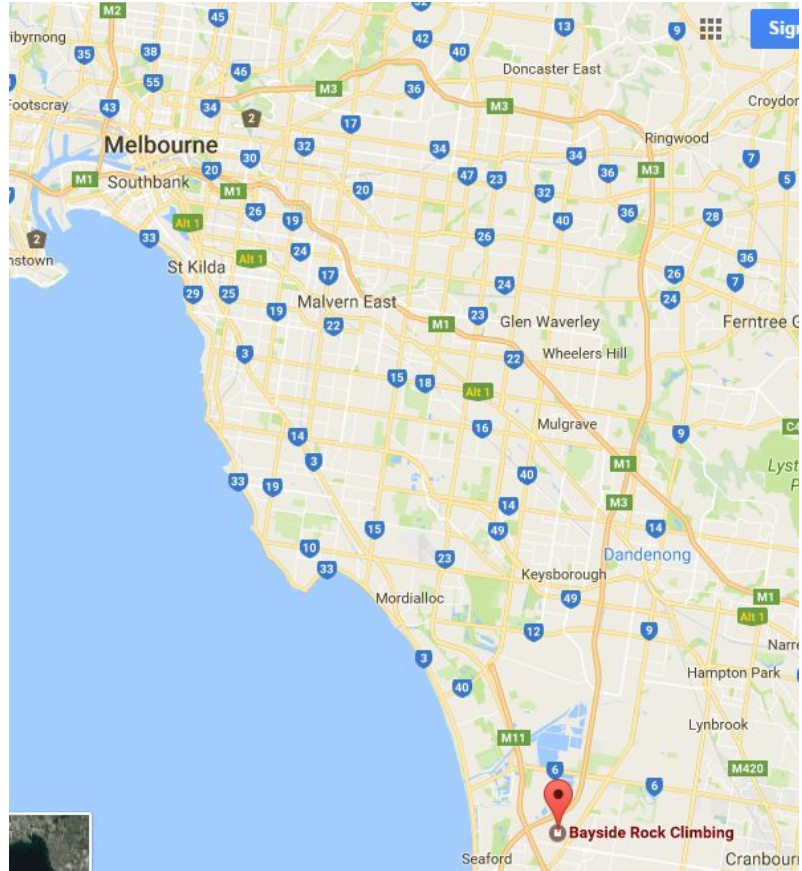 M2
45
32
13
9
Sign
ribyrnong
35
38
42
40
46
Doncaster East
55
M3
36
Footscray
43
34
2
M3
Croydon
17
Melbourne
Ringwood
30
32
34
34
7
M1
Southbank
20
M1
20
47
23
36
M3
5
32
26
19
36
28
Alt 1
40
2
33
nstown
24
26
36
Alt 1
St Kilda
17
26
7
24
29
25
Malvern East
24
19
23
22
M1
Glen Waverley
Ferntree G
3
22
Wheelers Hill
15
18
Alt 1
16
Mulgrave
C4
14
9
3
M1
Lyst
P
33
19
40
M3
14
15
49
14
10
23
Dandenong
33
Keysborough
Mordialloc
49
M1
Alt 1
12
9
3
Narre
Hampton Park
40
Lynbrook
M11
6
6
M420
Bayside Rock Climbing
Seaford
Cranbourn